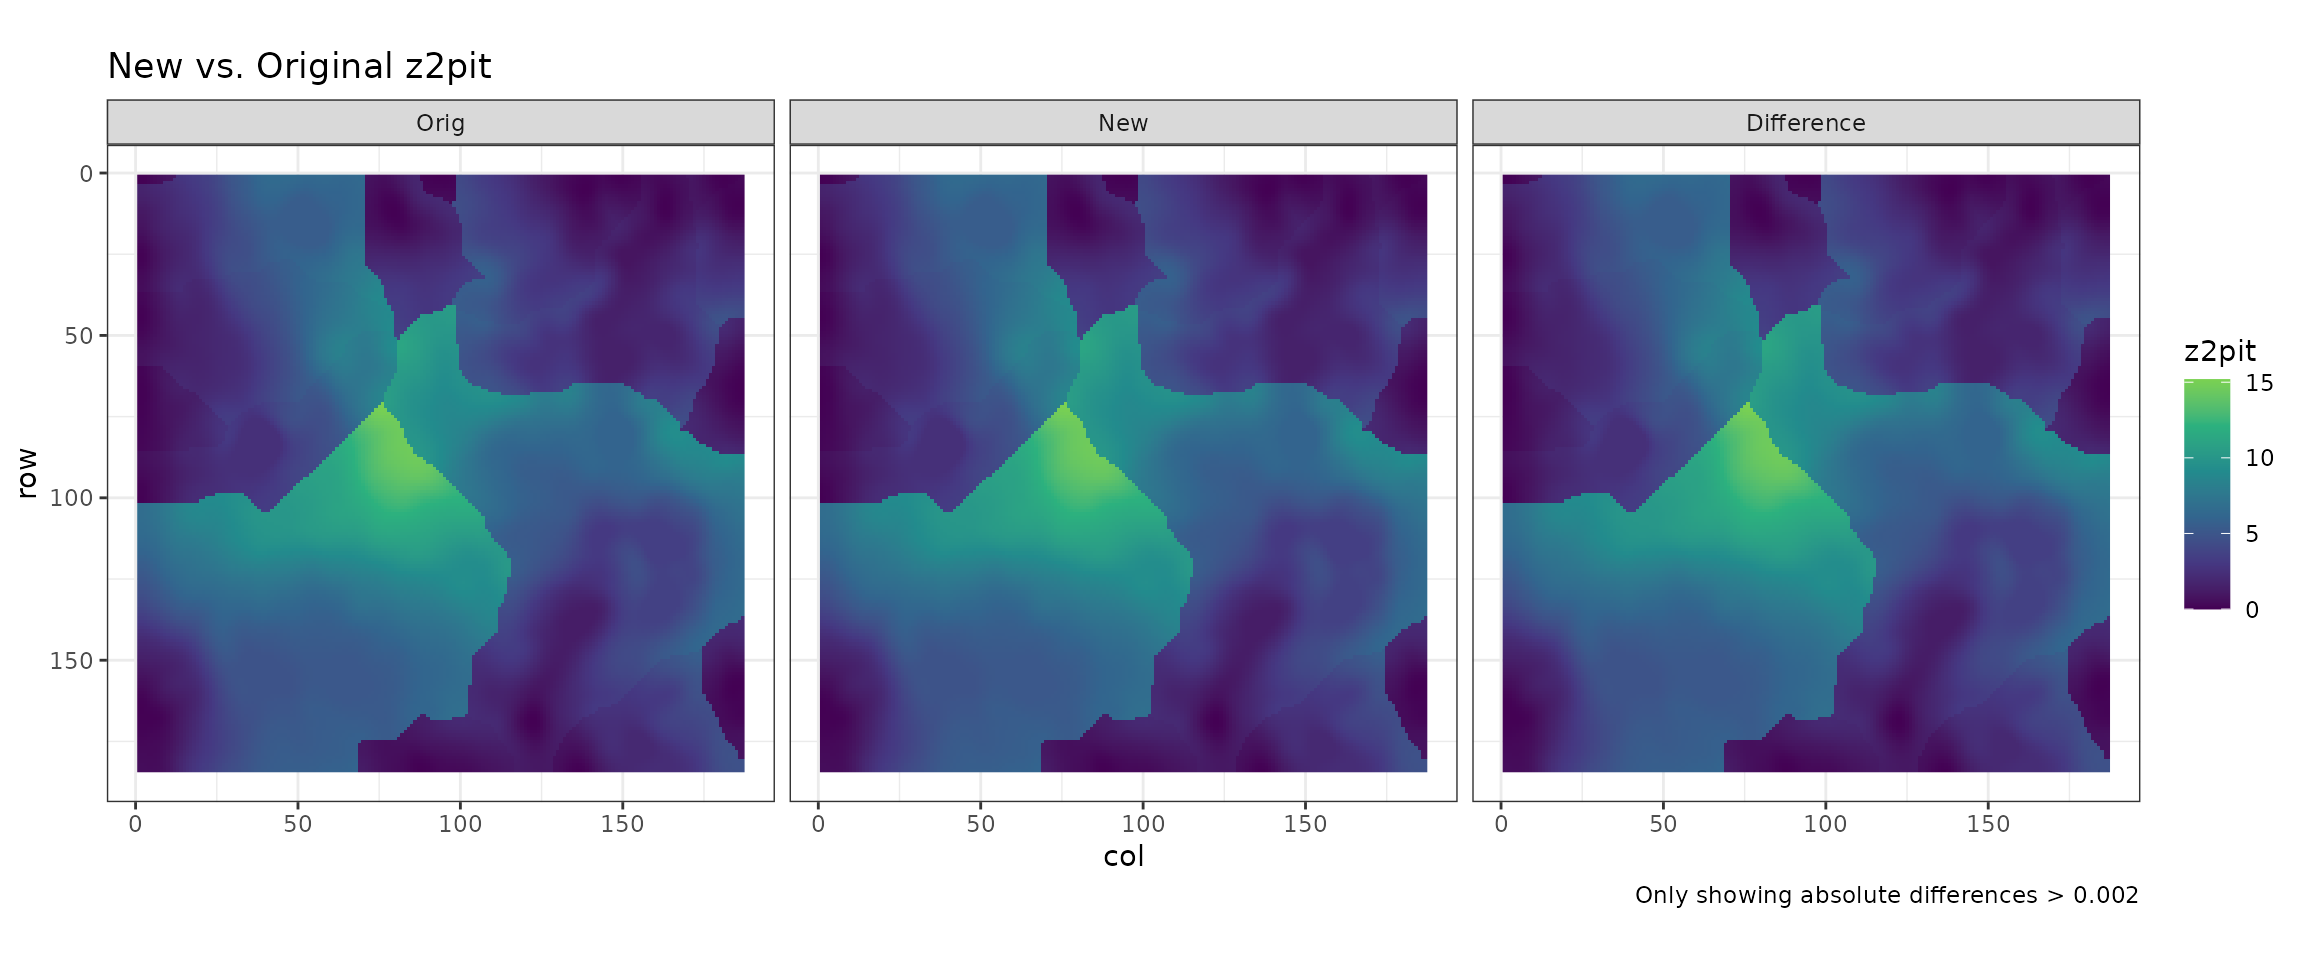 New vs. Original z2pit
Orig New Difference
0
50
100
150
row
0 50 100 150 0 50 100 150 0 50 100 150
col
z2pit
15
10
5
0
Only showing absolute differences > 0.002